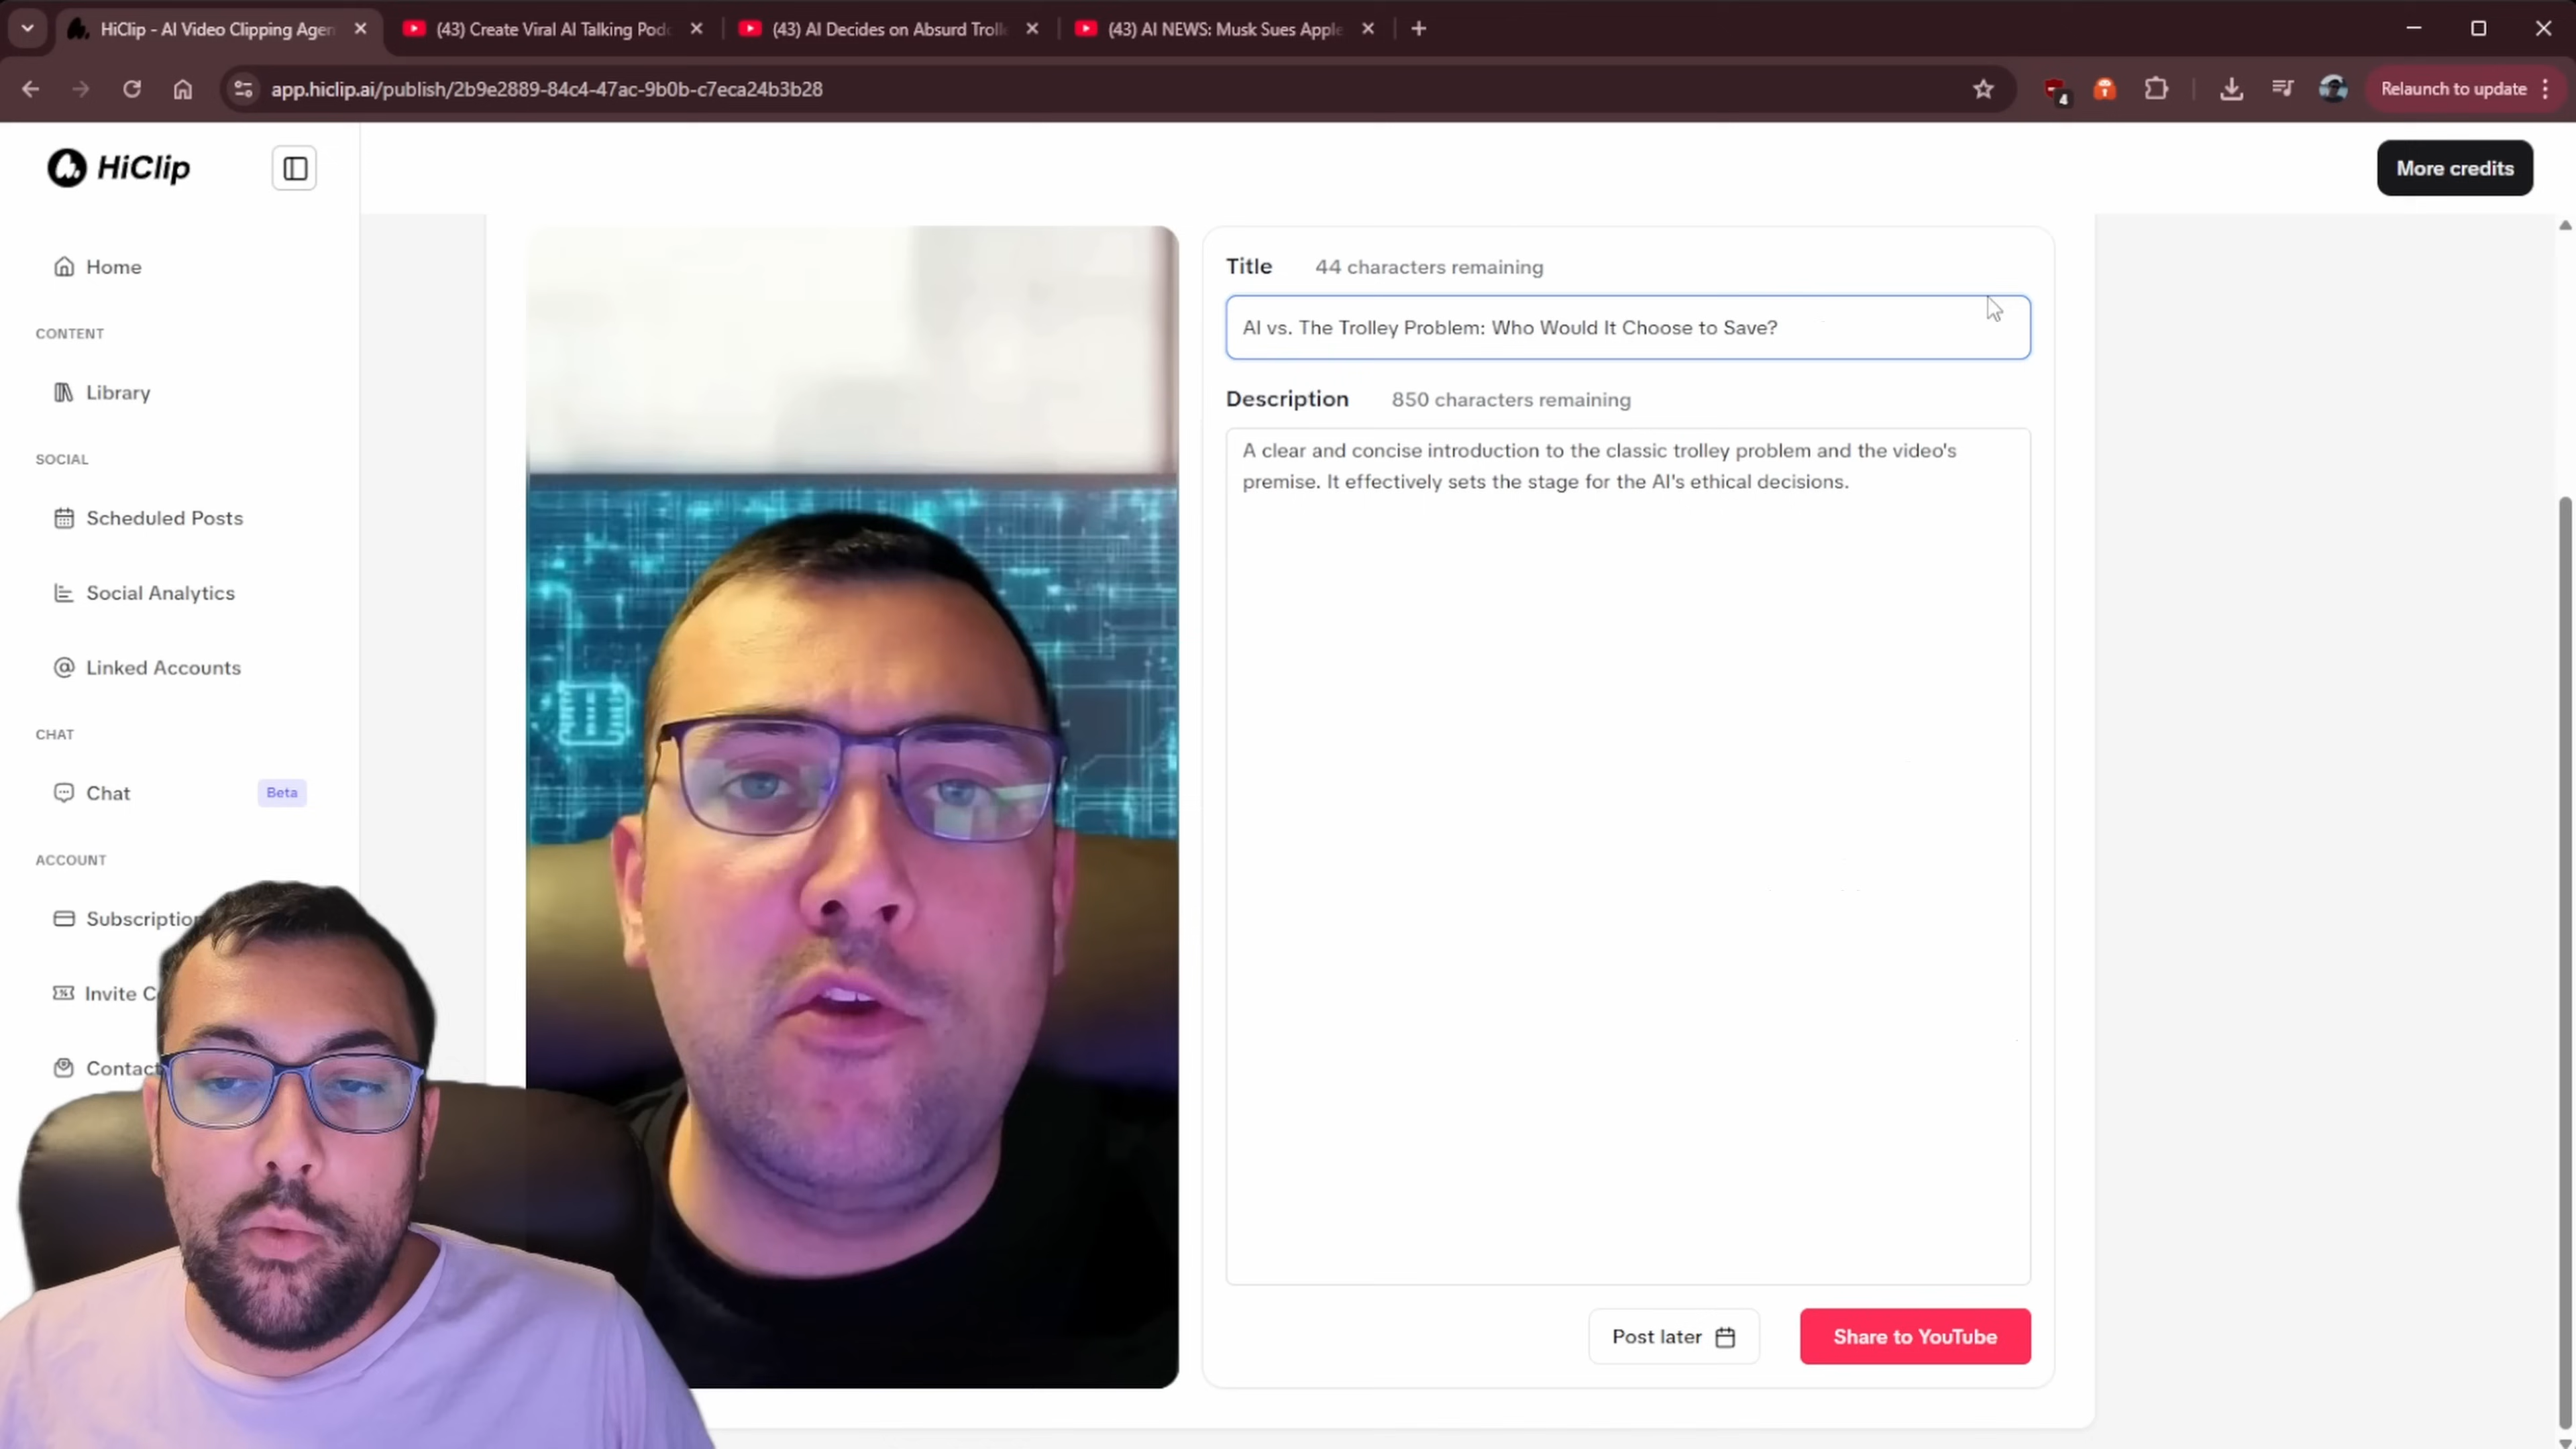 HiClip - AI Video Clipping Agen
(43) Create Viral AI Talking Podc
(43) AI Decides on Absurd Troll
(43) AI NEWS: Musk Sues Apple
app.hiclip.ai/publish/2b9e2889-84c4-47ac-9b0b-c7eca24b3b28
4
Relaunch to update
HiClip
More credits
Home
CONTENT
Library
SOCIAL
Scheduled Posts
Social Analytics
Linked Accounts
CHAT
Chat
Beta
ACCOUNT
Subscription
Invite C
Contact
Title
44 characters remaining
AI vs. The Trolley Problem: Who Would It Choose to Save?
Description
850 characters remaining
A clear and concise introduction to the classic trolley problem and the video's
premise. It effectively sets the stage for the AI's ethical decisions.
Post later
Share to YouTube